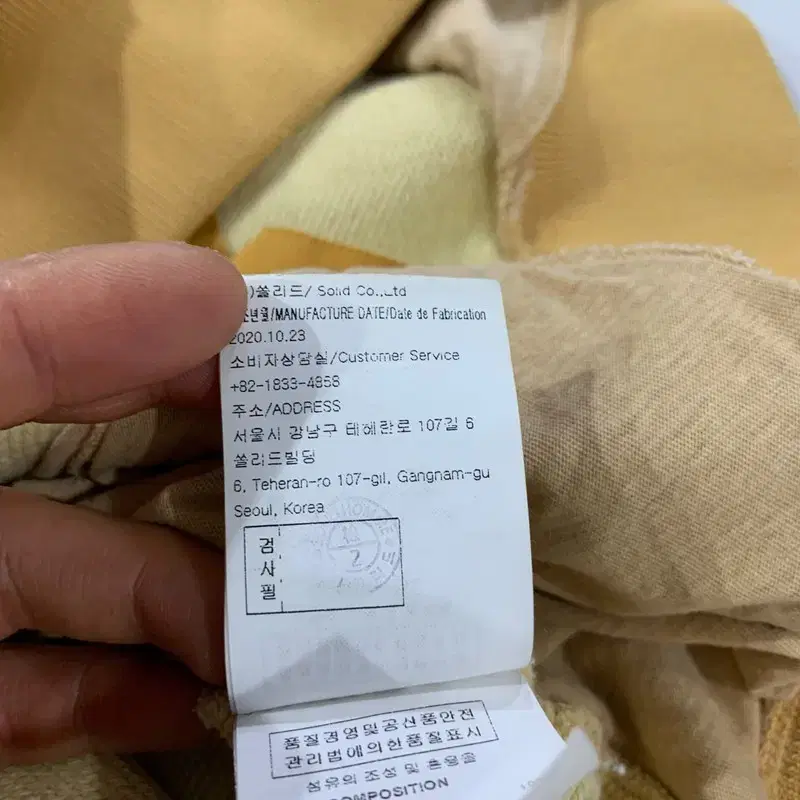 )쏠리드/ Solid Co.,Ltd
조년월/MANUFACTURE DATE/Date de Fabrication
2020.10.23
소비자상담실/Customer Service
+82-1833-4858
주소/ADDRESS
서울시 강남구 테헤란로 107길 6
쏠리드빌딩
6, Teheran-ro 107-gil, Gangnam-gu
Seoul, Korea
검
사
필
품질경영및공산품안전
관리법에의한품질표시
섬유의 조성 및 혼용율
COMPOSITION